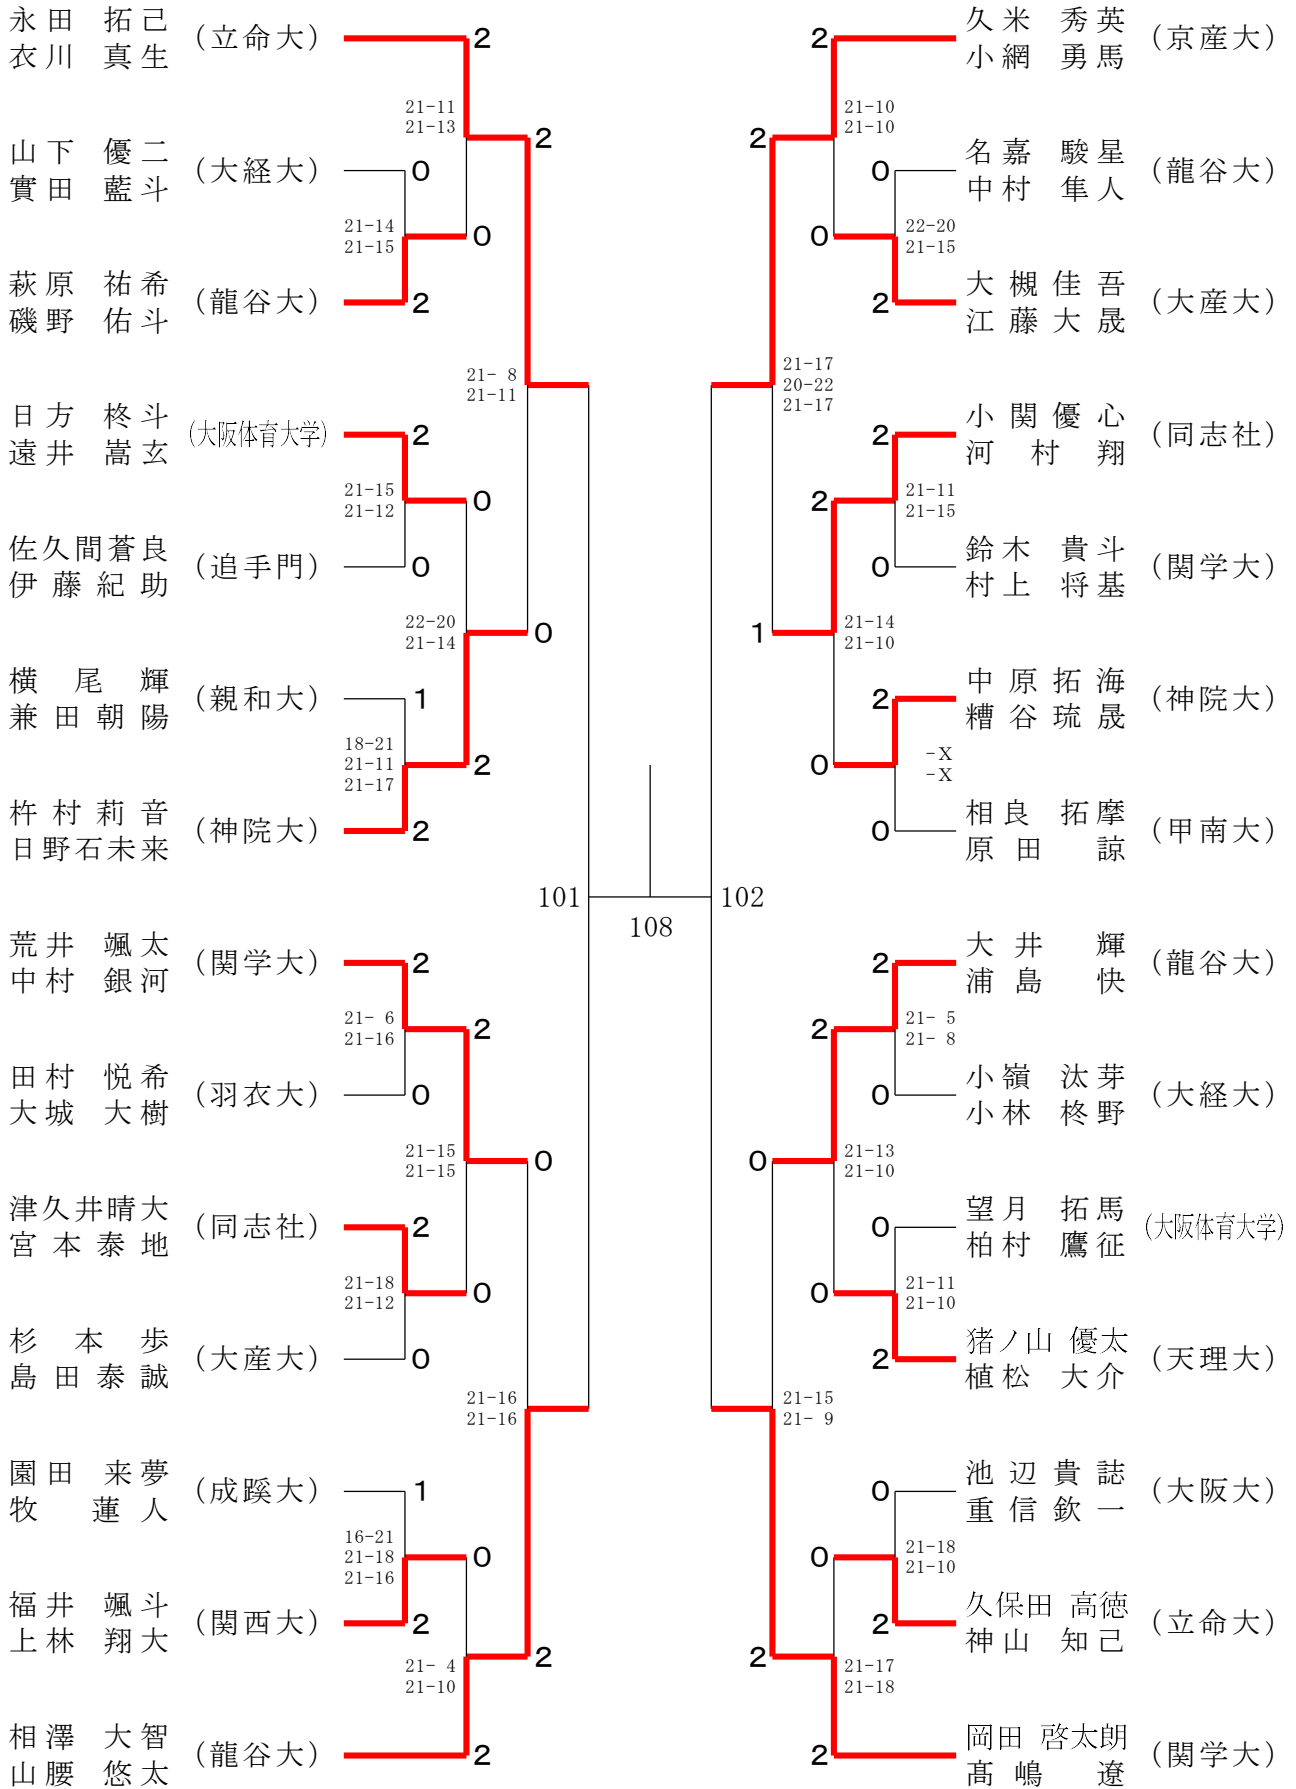 永田 拓己
衣川 真生
(立命大)
2
21-11
21-13
2
山下 優二
實田 藍斗
(大経大)
0
21-14
21-15
0
萩原 祐希
磯野 佑斗
(龍谷大)
2
21- 8
21-11
日方 柊斗
遠井 嵩玄
(大阪体育大学)
2
21-15
21-12
0
佐久間蒼良
伊藤紀助
(追手門)
0
22-20
21-14
0
横尾 輝
兼田朝陽
(親和大)
1
18-21
21-11
21-17
2
杵村莉音
日野石未来
(神院大)
2
101
荒井 颯太
中村 銀河
(関学大)
2
21- 6
21-16
2
田村 悦希
大城 大樹
(羽衣大)
0
21-15
21-15
0
津久井晴大
宮本泰地
(同志社)
2
21-18
21-12
0
杉本 歩
島田泰誠
(大産大)
0
21-16
21-16
園田 来夢
牧 蓮人
(成蹊大)
1
16-21
21-18
21-16
0
福井 颯斗
上林 翔大
(関西大)
2
21- 4
21-10
2
相澤 大智
山腰 悠太
(龍谷大)
2
108
久米 秀英
小網 勇馬
(京産大)
2
21-10
21-10
2
名嘉 駿星
中村 隼人
(龍谷大)
0
22-20
21-15
0
大槻佳吾
江藤大晟
(大産大)
2
21-17
20-22
21-17
小関優心
河村 翔
(同志社)
2
21-11
21-15
2
鈴木 貴斗
村上 将基
(関学大)
0
21-14
21-10
1
中原拓海
糟谷琉晟
(神院大)
2
-X
-X
0
相良 拓摩
原田 諒
(甲南大)
0
102
大井 輝
浦島 快
(龍谷大)
2
21- 5
21- 8
2
小嶺 汰芽
小林 柊野
(大経大)
0
21-13
21-10
0
望月 拓馬
柏村 鷹征
(大阪体育大学)
0
21-11
21-10
0
猪ノ山 優太
植松 大介
(天理大)
2
21-15
21- 9
池辺貴誌
重信欽一
(大阪大)
0
21-18
21-10
0
久保田 高徳
神山 知己
(立命大)
2
21-17
21-18
2
岡田 啓太朗
髙嶋 遼
(関学大)
2